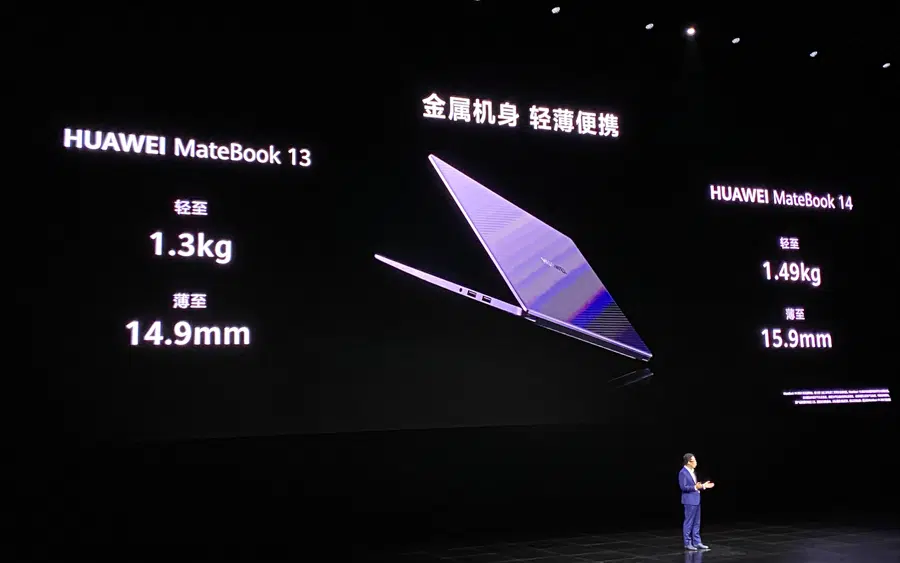 金属机身 轻薄便携
HUAWEI MateBook 13
轻至
1.3kg
薄至
14.9mm
HUAWEI MateBook 14
轻至
1.49kg
薄至
15.9mm